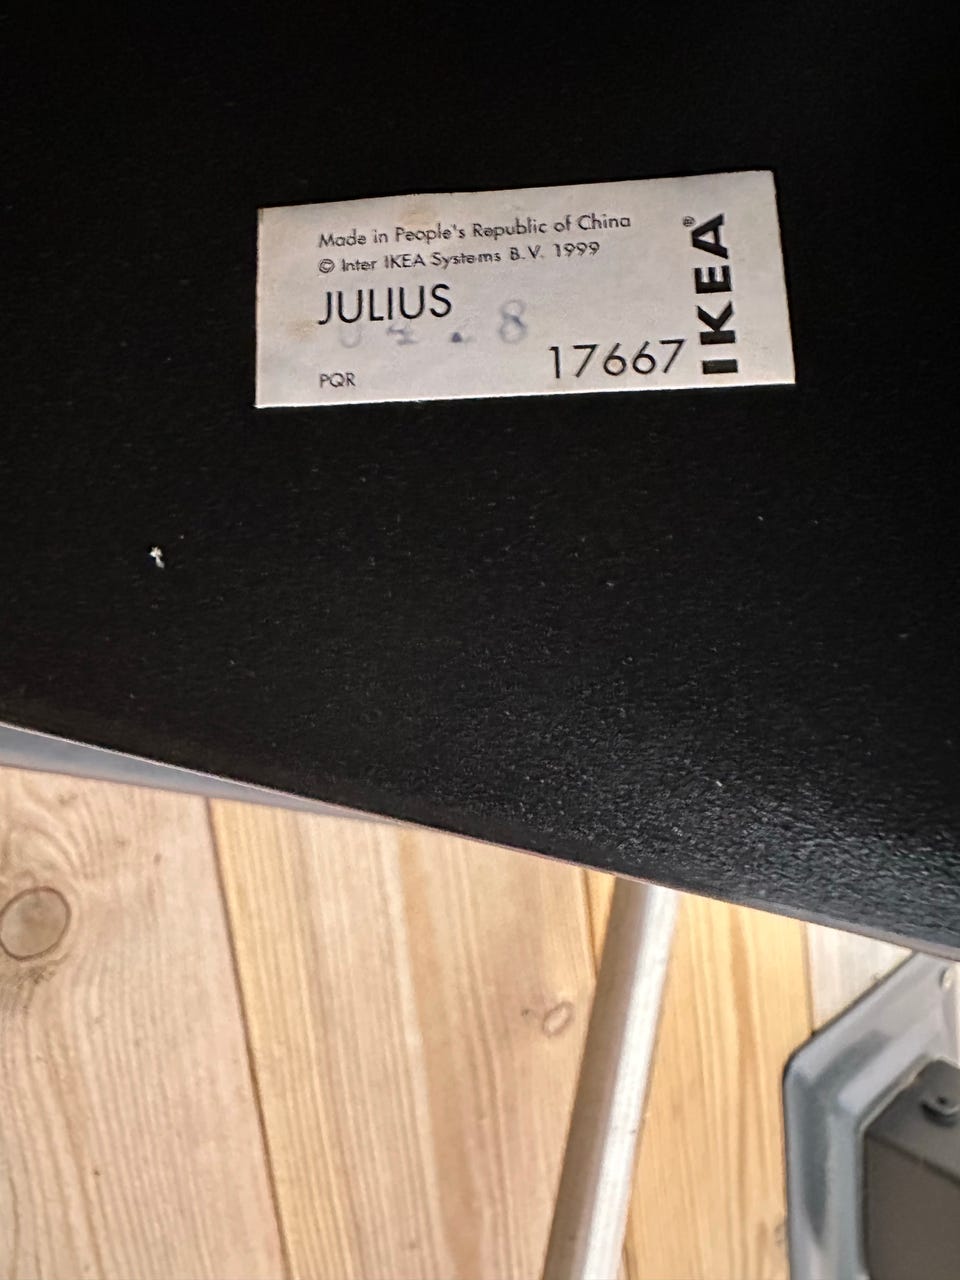 Made in People's Republic of China
© Inter IKEA Systems B.V. 1999
JULIUS
PQR
17667
IKEA®